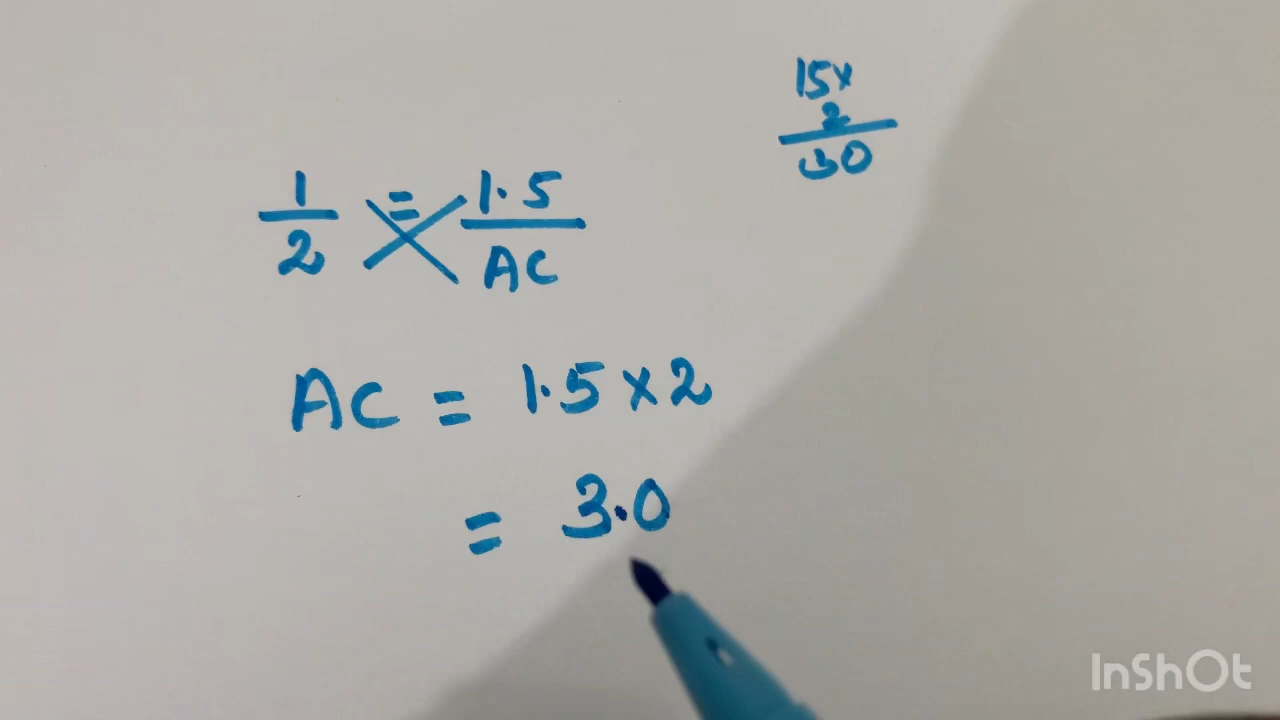 15×
2
30
1/2 = 1.5/AC
AC = 1.5×2
= 3.0
InShOt